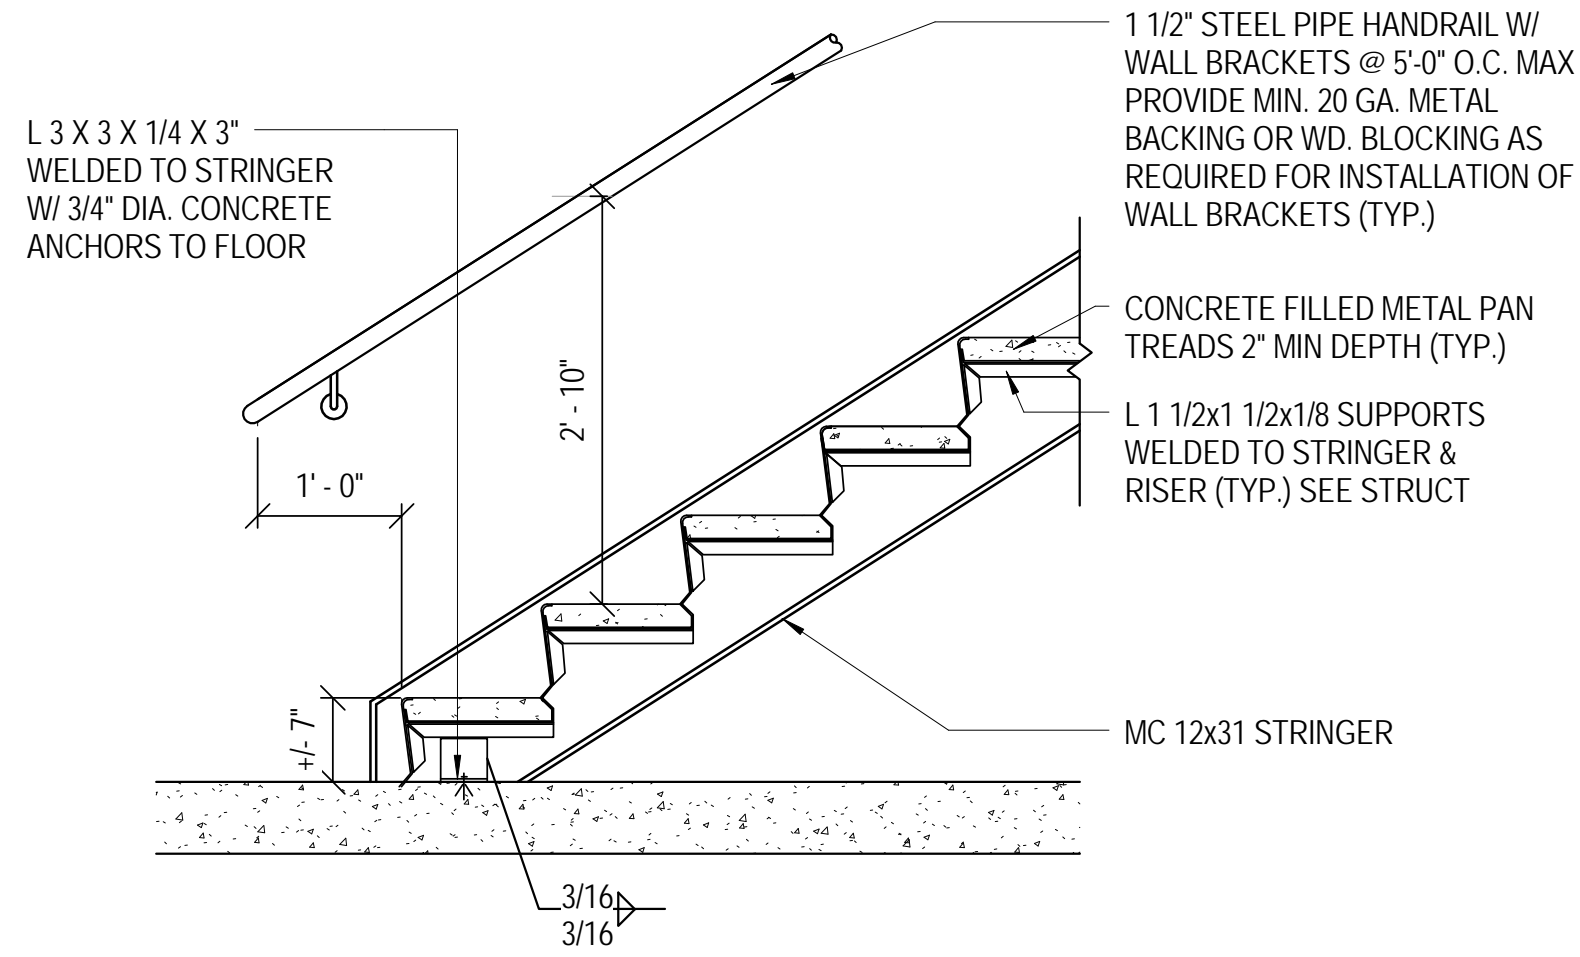 1 1/2" STEEL PIPE HANDRAIL W/
WALL BRACKETS @ 5'-0" O.C. MAX
PROVIDE MIN. 20 GA. METAL
BACKING OR WD. BLOCKING AS
REQUIRED FOR INSTALLATION OF
WALL BRACKETS (TYP.)
L 3 X 3 X 1/4 X 3"
WELDED TO STRINGER
W/ 3/4" DIA. CONCRETE
ANCHORS TO FLOOR
CONCRETE FILLED METAL PAN
TREADS 2" MIN DEPTH (TYP.)
L 1 1/2x1 1/2x1/8 SUPPORTS
WELDED TO STRINGER &
RISER (TYP.) SEE STRUCT
2' - 10"
1' - 0"
+/- 7"
MC 12x31 STRINGER
3/16
3/16